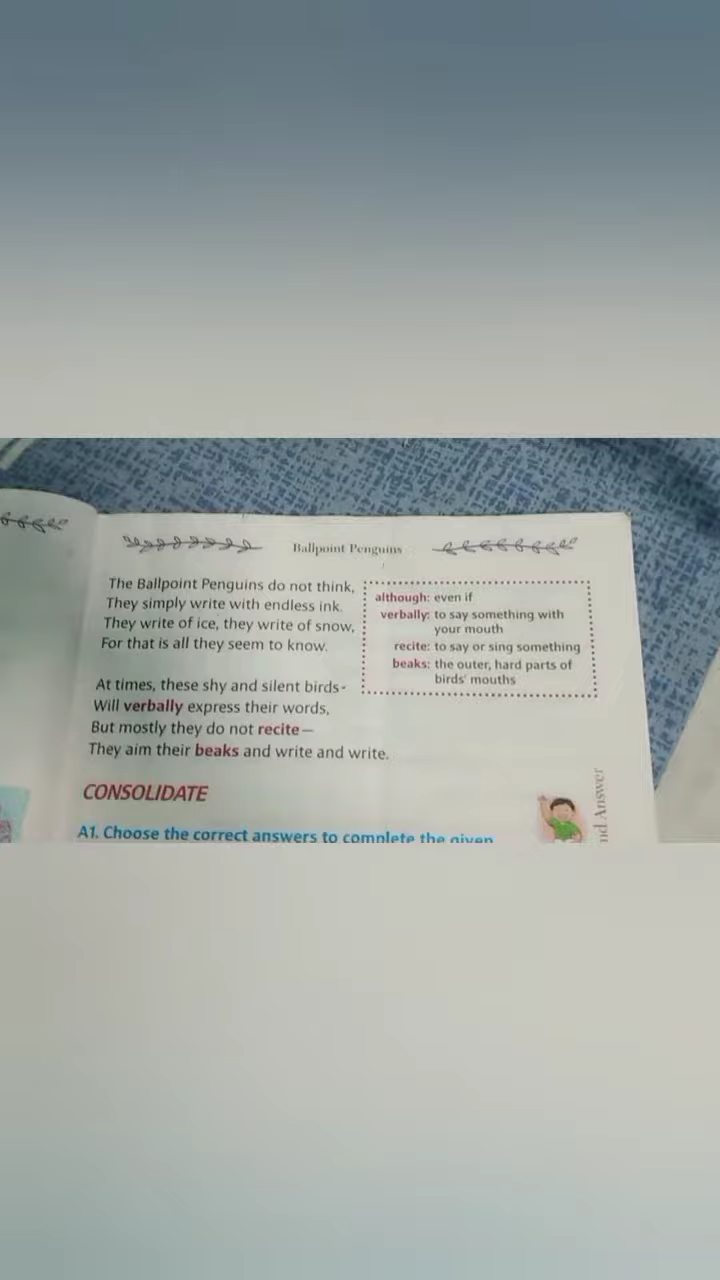 Ballpoint Penguins
The Ballpoint Penguins do not think,
They simply write with endless ink.
They write of ice, they write of snow,
For that is all they seem to know.
At times, these shy and silent birds-
Will verbally express their words,
But mostly they do not recite—
They aim their beaks and write and write.
although: even if
verbally: to say something with
your mouth
recite: to say or sing something
beaks: the outer, hard parts of
birds' mouths
CONSOLIDATE
A1. Choose the correct answers to complete the given
Answer